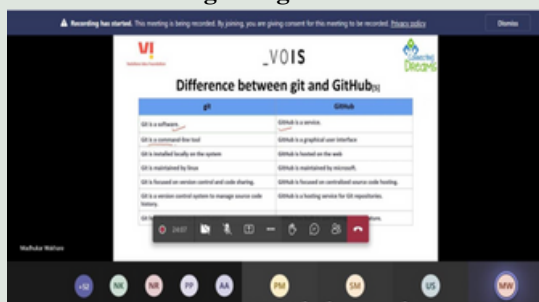 Recording has started. This meeting is being recorded. By joining, you are giving consent for this meeting to be recorded. Privacy policy
Dismiss
V!
_VOIS
Connecting Dreams
Difference between git and GitHub[5]
git
GitHub
Git is a software.
GitHub is a service.
Git is a command-line tool
GitHub is a graphical user interface
Git is installed locally on the system
GitHub is hosted on the web
Git is maintained by linux
GitHub is maintained by microsoft.
Git is focused on version control and code sharing.
GitHub is focused on centralized source code hosting.
Git is a version control system to manage source code
history.
GitHub is a hosting service for Git repositories.
24:07
+52
NK
NR
PP
AA
PM
SM
US
MW